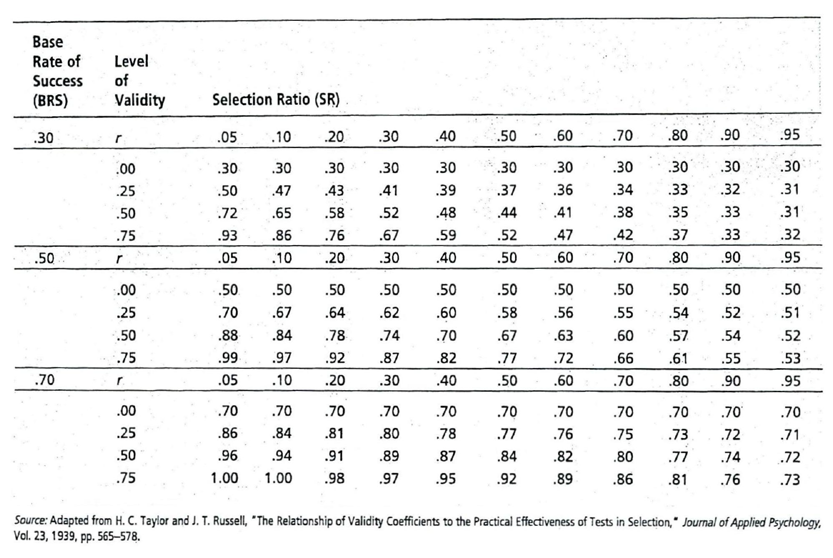 Base
Rate of Level
Success of
(BRS) Validity Selection Ratio (SR)
.30 r .05 .10 .20 .30 .40 .50 .60 .70 .80 .90 .95
.00 .30 .30 .30 .30 .30 .30 .30 .30 .30 .30 .30
.25 .50 .47 .43 .41 .39 .37 .36 .34 .33 .32 .31
.50 .72 .65 .58 .52 .48 .44 .41 .38 .35 .33 .31
.75 .93 .86 .76 .67 .59 .52 .47 .42 .37 .33 .32
.50 r .05 .10 .20 .30 .40 .50 .60 .70 .80 .90 .95
.00 .50 .50 .50 .50 .50 .50 .50 .50 .50 .50 .50
.25 .70 .67 .64 .62 .60 .58 .56 .55 .54 .52 .51
.50 .88 .84 .78 .74 .70 .67 .63 .60 .57 .54 .52
.75 .99 .97 .92 .87 .82 .77 .72 .66 .61 .55 .53
.70 r .05 .10 .20 .30 .40 .50 .60 .70 .80 .90 .95
.00 .70 .70 .70 .70 .70 .70 .70 .70 .70 .70 .70
.25 .86 .84 .81 .80 .78 .77 .76 .75 .73 .72 .71
.50 .96 .94 .91 .89 .87 .84 .82 .80 .77 .74 .72
.75 1.00 1.00 .98 .97 .95 .92 .89 .86 .81 .76 .73
Source: Adapted from H. C. Taylor and J. T. Russell, "The Relationship of Validity Coefficients to the Practical Effectiveness of Tests in Selection," Journal of Applied Psychology,
Vol. 23, 1939, pp. 565–578.